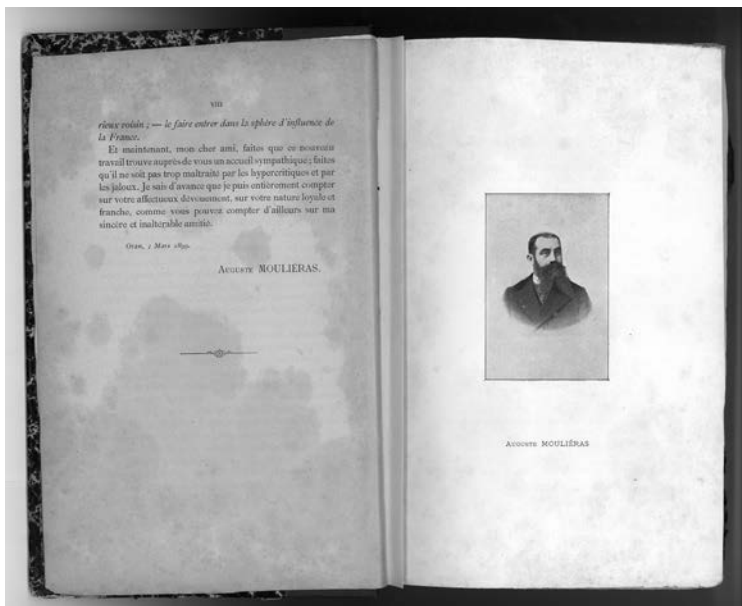 VIII
rieux voisin ; — le faire entrer dans la sphère d'influence de
la France.
Et maintenant, mon cher ami, faites que ce nouveau
travail trouve auprès de vous un accueil sympathique ; faites
qu'il ne soit pas trop maltraité par les hypercritiques et par
les jaloux. Je sais d'avance que je puis entièrement compter
sur votre affectueux dévouement, sur votre nature loyale et
franche, comme vous pouvez compter d'ailleurs sur ma
sincère et inaltérable amitié.
Oran, 1 Mars 1899.
Auguste MOULIÉRAS.
Auguste MOULIÉRAS